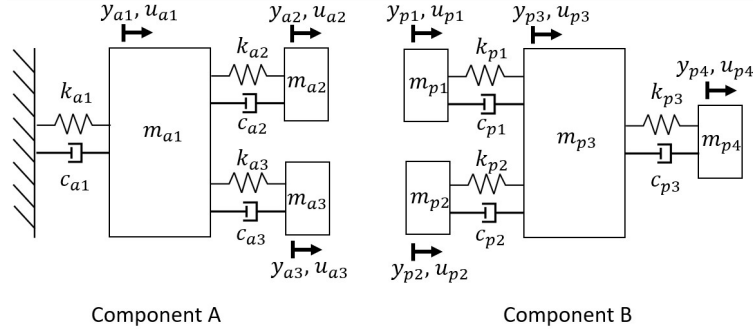 y_{a1}, u_{a1}
y_{a2}, u_{a2}
y_{p1}, u_{p1}
y_{p3}, u_{p3}
k_{a1}
c_{a1}
m_{a1}
k_{a2}
c_{a2}
m_{a2}
k_{a3}
c_{a3}
m_{a3}
y_{a3}, u_{a3}
m_{p1}
k_{p1}
c_{p1}
m_{p2}
k_{p2}
c_{p2}
y_{p2}, u_{p2}
m_{p3}
k_{p3}
c_{p3}
y_{p4}, u_{p4}
m_{p4}
Component A
Component B